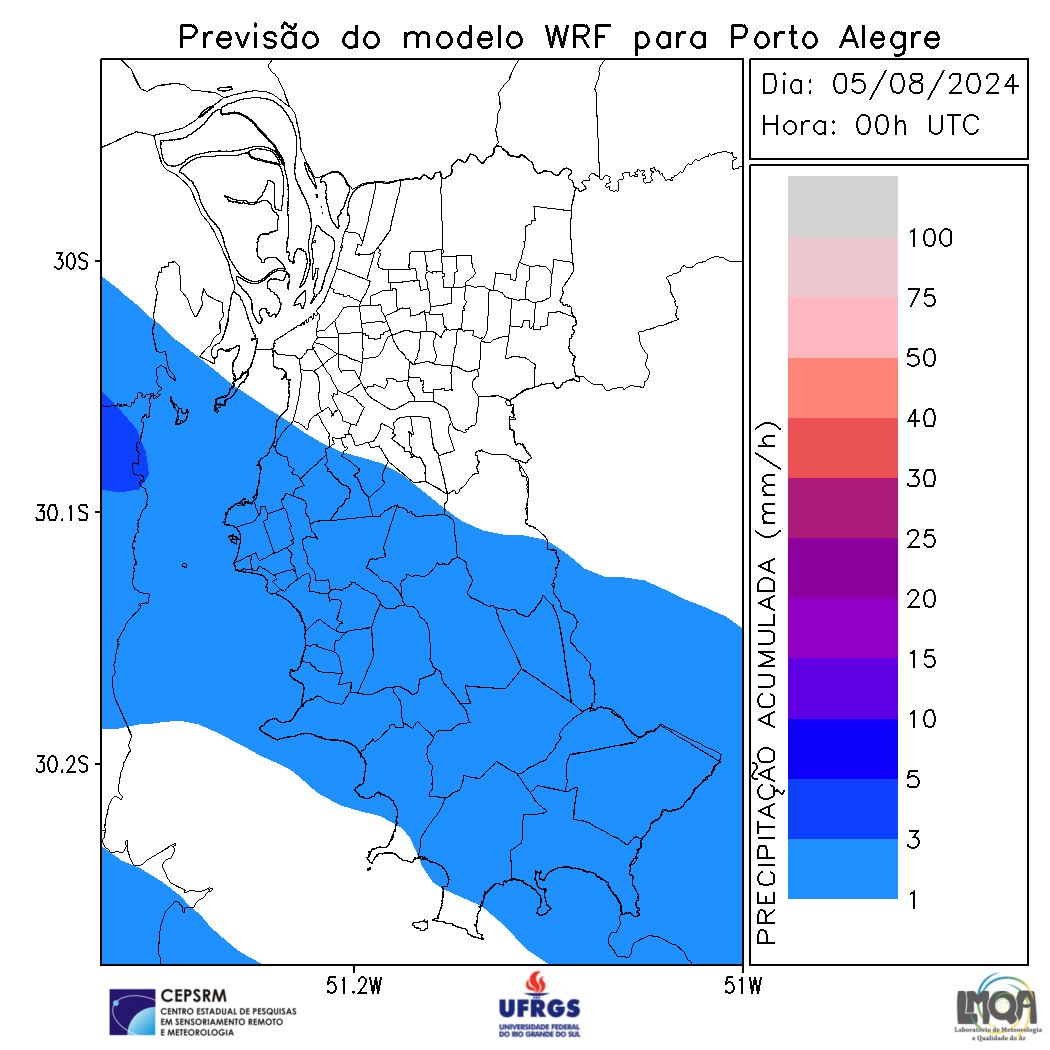 Previsão do modelo WRF para Porto Alegre
Dia: 05/08/2024
Hora: 00h UTC
30S
30.1S
30.2S
51.2W
51W
PRECIPITAÇÃO ACUMULADA (mm/h)
100
75
50
40
30
25
20
15
10
5
3
1
CEPSRM
CENTRO ESTADUAL DE PESQUISAS
EM SENSORIAMENTO REMOTO
E METEOROLOGIA
UFRGS
UNIVERSIDADE FEDERAL
DO RIO GRANDE DO SUL
LMQA
Laboratório de Meteorologia
e Qualidade do Ar